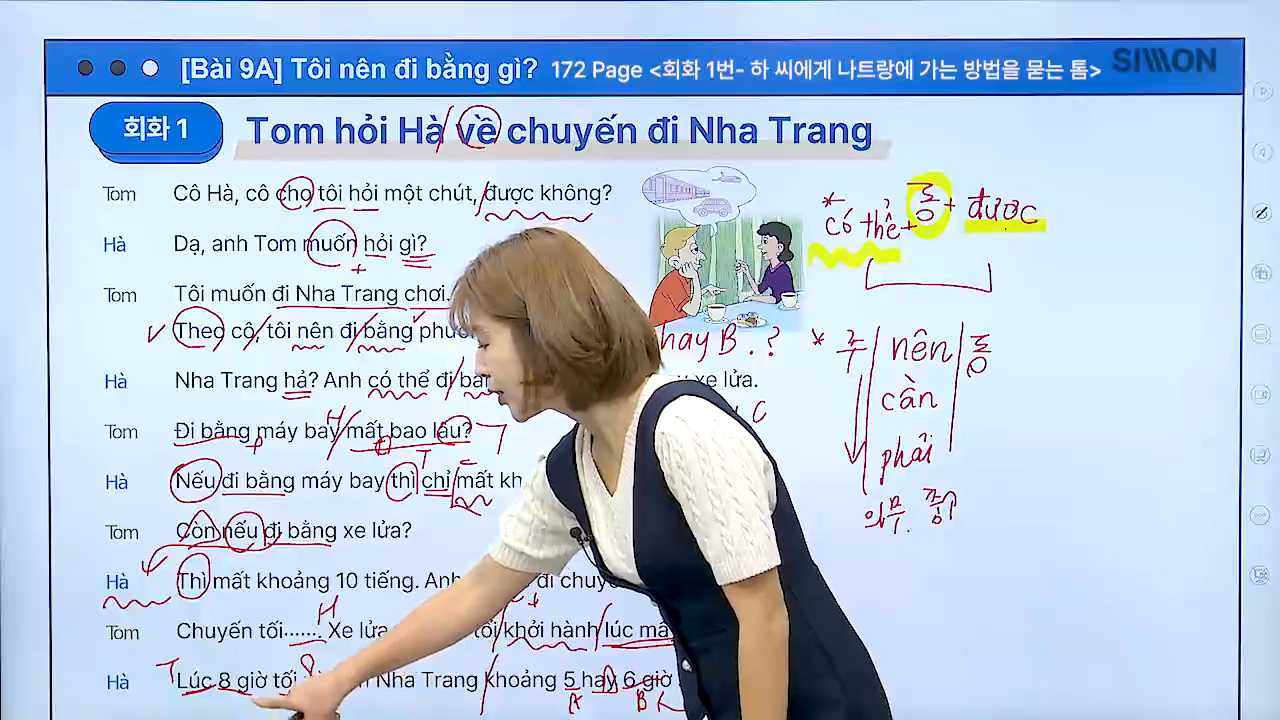 [Bài 9A] Tôi nên đi bằng gì? 172 Page <회화 1번- 하 씨에게 나트랑에 가는 방법을 묻는 톰>
회화 1
Tom hỏi Hà về chuyến đi Nha Trang
Tom Cô Hà, cô cho tôi hỏi một chút, được không?
Hà Dạ, anh Tom muốn hỏi gì?
Tom Tôi muốn đi Nha Trang chơi.
Theo cô, tôi nên đi bằng
Hà Nha Trang hả? Anh có thể đi xe lửa.
Tom Đi bằng máy bay mất bao lâu?
Hà Nếu đi bằng máy bay thì chỉ mất
Tom Còn nếu đi bằng xe lửa?
Hà Thì mất khoảng 10 tiếng. Anh đi
Tom Chuyến tối....... Xe lửa khởi hành lúc
Hà Lúc 8 giờ tối Nha Trang khoảng 5 hay 6 giờ
* có thể + 동 + được
hay B . ?
* 주 / nên / 동
cần
phải